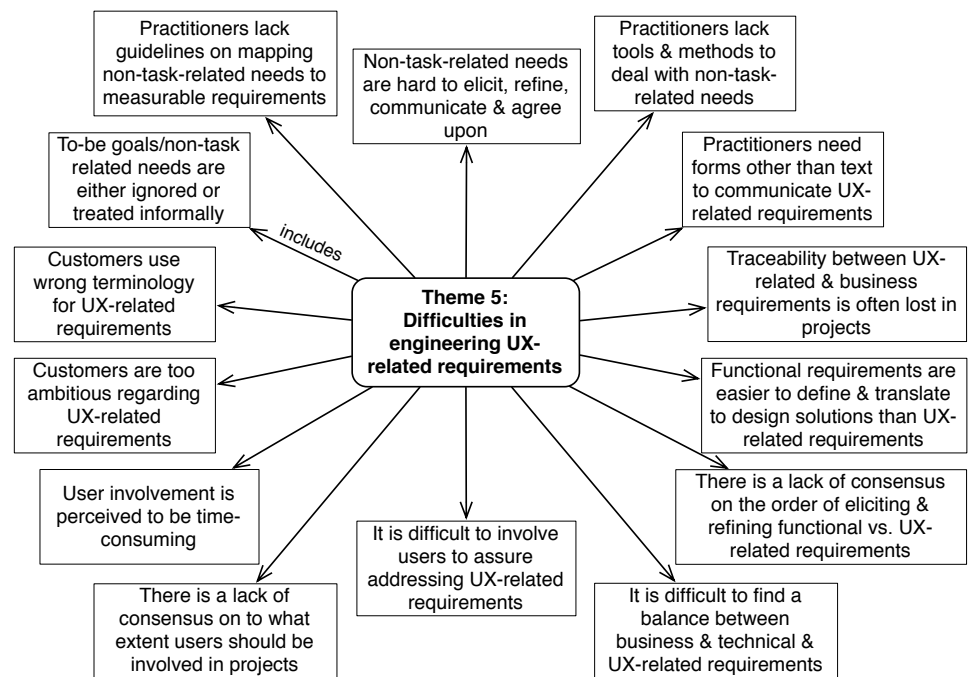 Practitioners lack
guidelines on mapping
non-task-related needs to
measurable requirements
Non-task-related needs
are hard to elicit, refine,
communicate & agree
upon
Practitioners lack
tools & methods to
deal with non-task-
related needs
To-be goals/non-task
related needs are
either ignored or
treated informally
Practitioners need
forms other than text
to communicate UX-
related requirements
includes
Customers use
wrong terminology
for UX-related
requirements
Theme 5:
Difficulties in
engineering UX-
related requirements
Traceability between UX-
related & business
requirements is often lost in
projects
Customers are too
ambitious regarding
UX-related
requirements
Functional requirements are
easier to define & translate
to design solutions than UX-
related requirements
User involvement is
perceived to be time-
consuming
It is difficult to involve
users to assure
addressing UX-related
requirements
There is a lack of consensus
on the order of eliciting &
refining functional vs. UX-
related requirements
There is a lack of
consensus on to what
extent users should be
involved in projects
It is difficult to find a
balance between
business & technical &
UX-related requirements